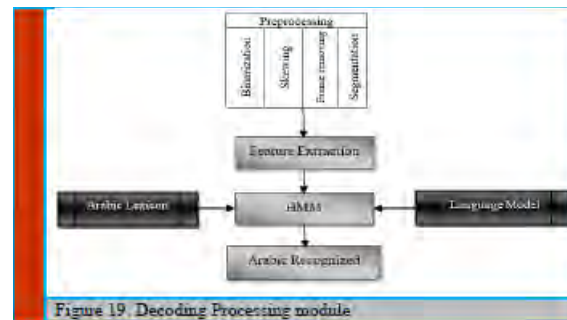 Preprocessing
Binarization
Skewing
Frame removing
Segmentation
Feature Extraction
Arabic Lexicon
HMM
Language Model
Arabic Recognized
Figure 19. Decoding Processing module